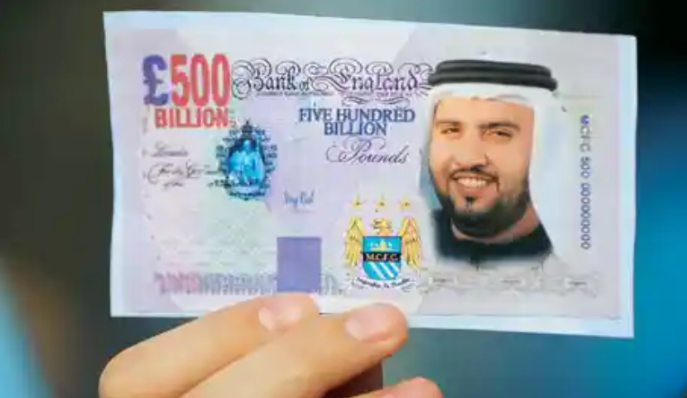 £500
BILLION
Bank of England
FIVE HUNDRED
BILLION
Pounds
M.C.F.C.
MCFC 500 000000000